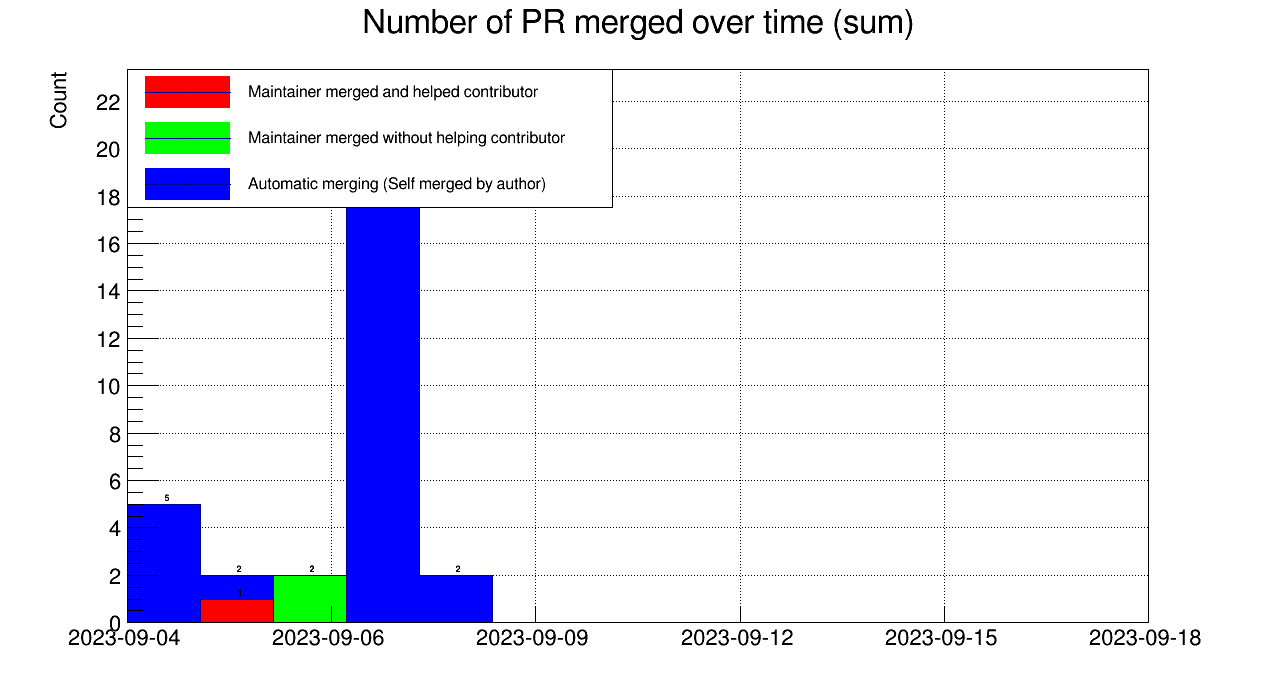 Number of PR merged over time (sum)
Count
Maintainer merged and helped contributor
Maintainer merged without helping contributor
Automatic merging (Self merged by author)
22
20
18
16
14
12
10
8
6
4
2
0
5
2
1
2
2
2023-09-04 2023-09-06 2023-09-09 2023-09-12 2023-09-15 2023-09-18